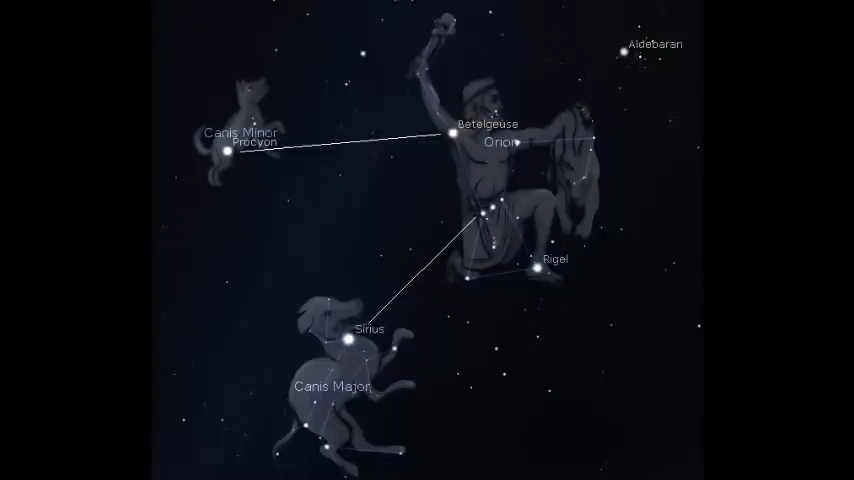 Aldebaran
Betelgeuse
Canis Minor
Procyon
Orion
Rigel
Sirius
Canis Major